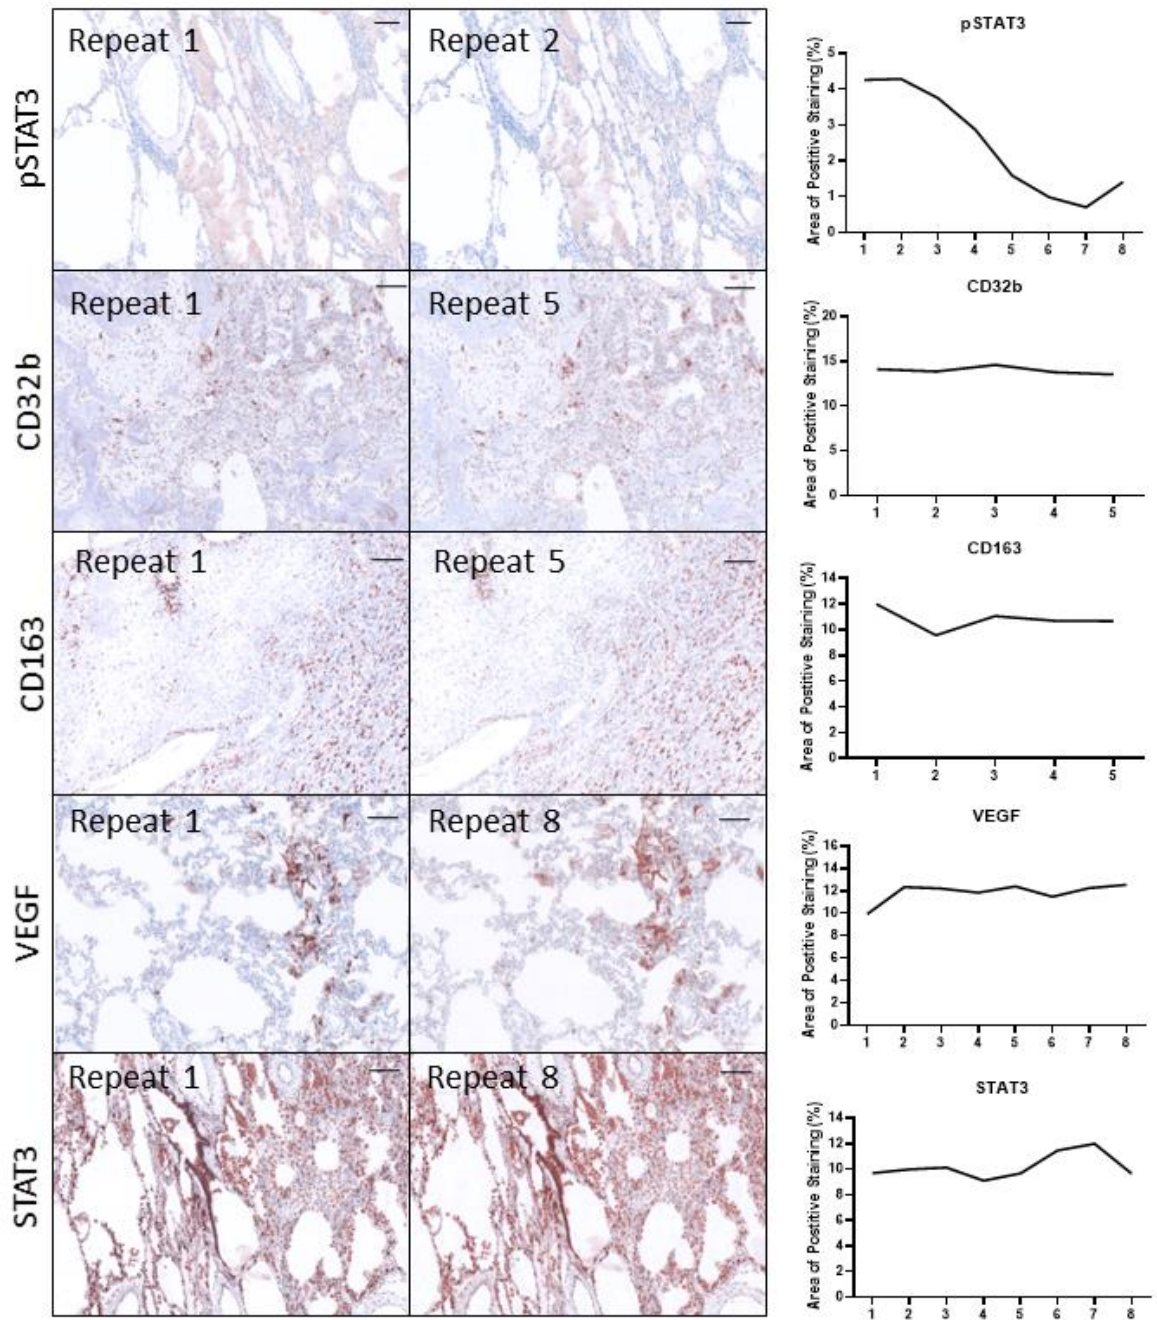 pSTAT3
Repeat 1
Repeat 2
pSTAT3
Area of Postitive Staining (%)
5
4
3
2
1
0
1 2 3 4 5 6 7 8
CD32b
Repeat 1
Repeat 5
CD32b
Area of Postitive Staining (%)
20
15
10
5
0
1 2 3 4 5
CD163
Repeat 1
Repeat 5
CD163
Area of Postitive Staining (%)
14
12
10
8
6
4
2
0
1 2 3 4 5
VEGF
Repeat 1
Repeat 8
VEGF
Area of Postitive Staining (%)
16
14
12
10
8
6
4
2
0
1 2 3 4 5 6 7 8
STAT3
Repeat 1
Repeat 8
STAT3
Area of Postitive Staining (%)
14
12
10
8
6
4
2
0
1 2 3 4 5 6 7 8